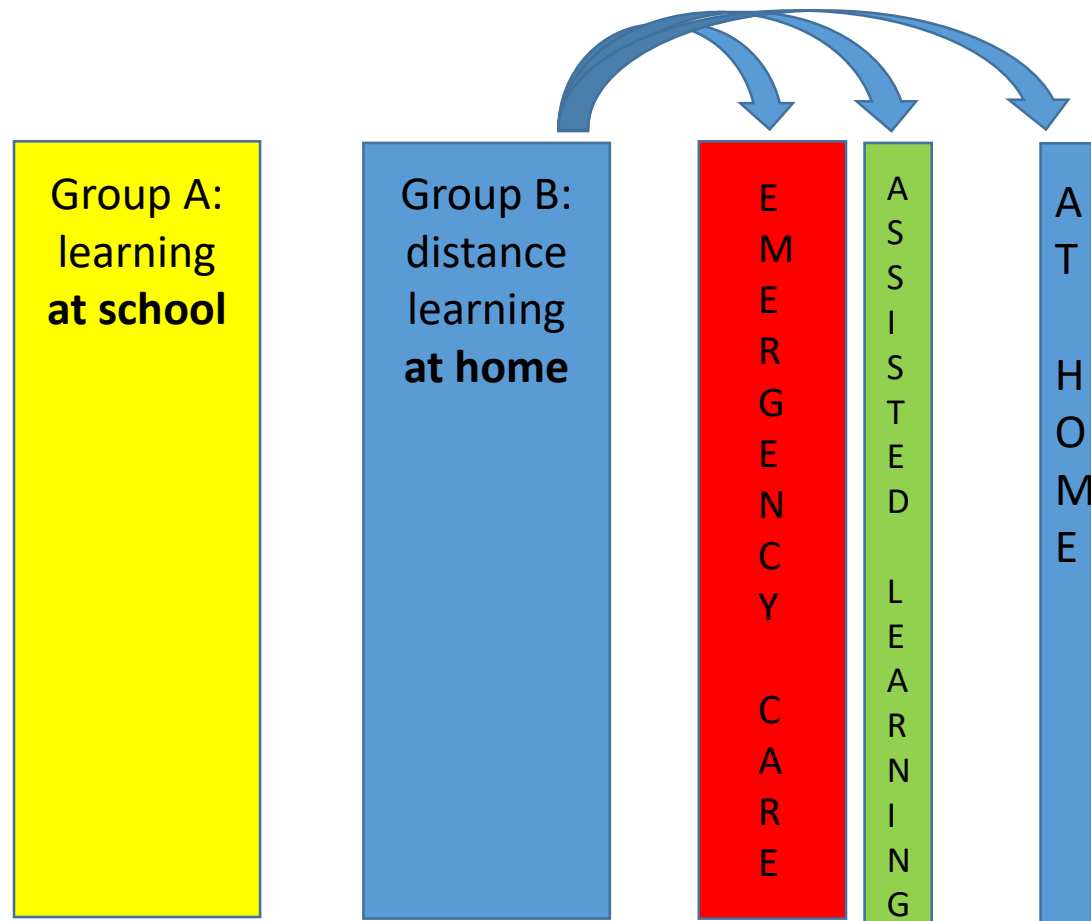 Group A:
learning
at school
Group B:
distance
learning
at home
EMERGENCY CARE
ASSISTED LEARNING
AT HOME